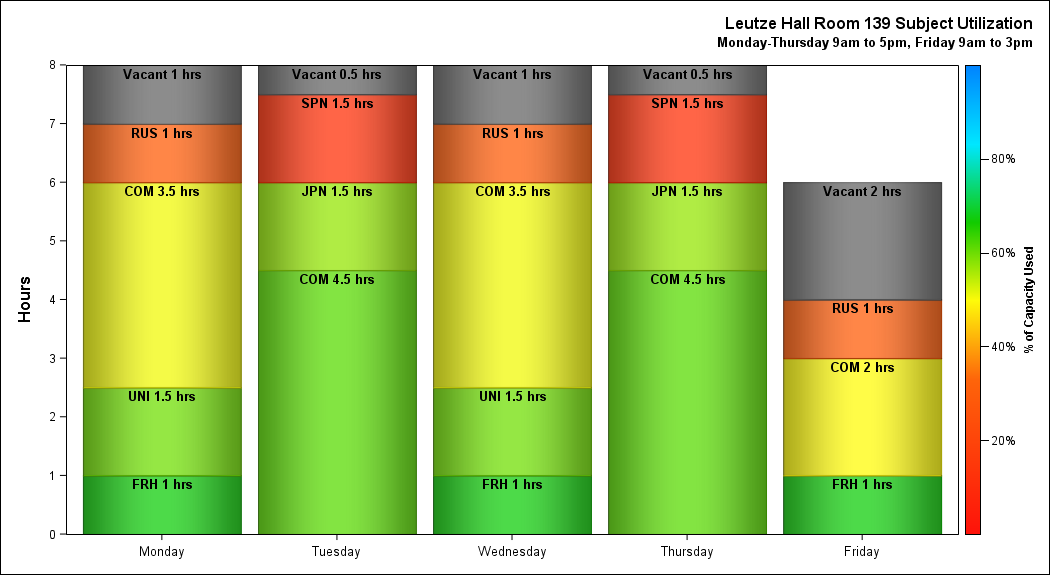 Leutze Hall Room 139 Subject Utilization
Monday-Thursday 9am to 5pm, Friday 9am to 3pm
Hours
8
7
6
5
4
3
2
1
0
Vacant 1 hrs
RUS 1 hrs
COM 3.5 hrs
UNI 1.5 hrs
FRH 1 hrs
Vacant 0.5 hrs
SPN 1.5 hrs
JPN 1.5 hrs
COM 4.5 hrs
Vacant 1 hrs
RUS 1 hrs
COM 3.5 hrs
UNI 1.5 hrs
FRH 1 hrs
Vacant 0.5 hrs
SPN 1.5 hrs
JPN 1.5 hrs
COM 4.5 hrs
Vacant 2 hrs
RUS 1 hrs
COM 2 hrs
FRH 1 hrs
Monday
Tuesday
Wednesday
Thursday
Friday
80%
60%
40%
20%
% of Capacity Used